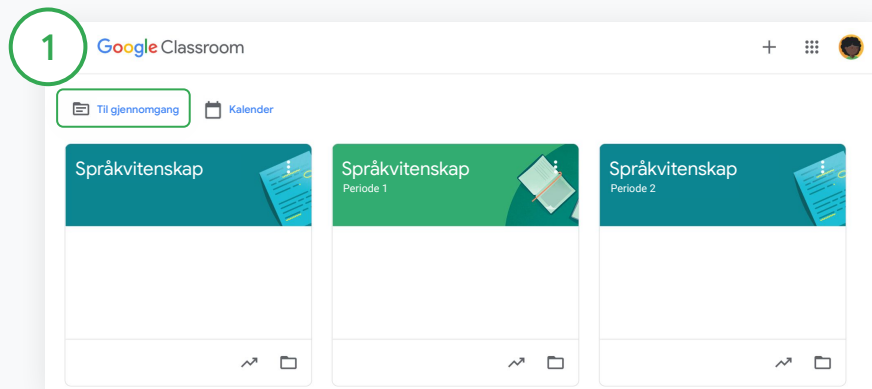 1
Google Classroom
Til gjennomgang
Kalender
Språkvitenskap
Språkvitenskap
Periode 1
Språkvitenskap
Periode 2